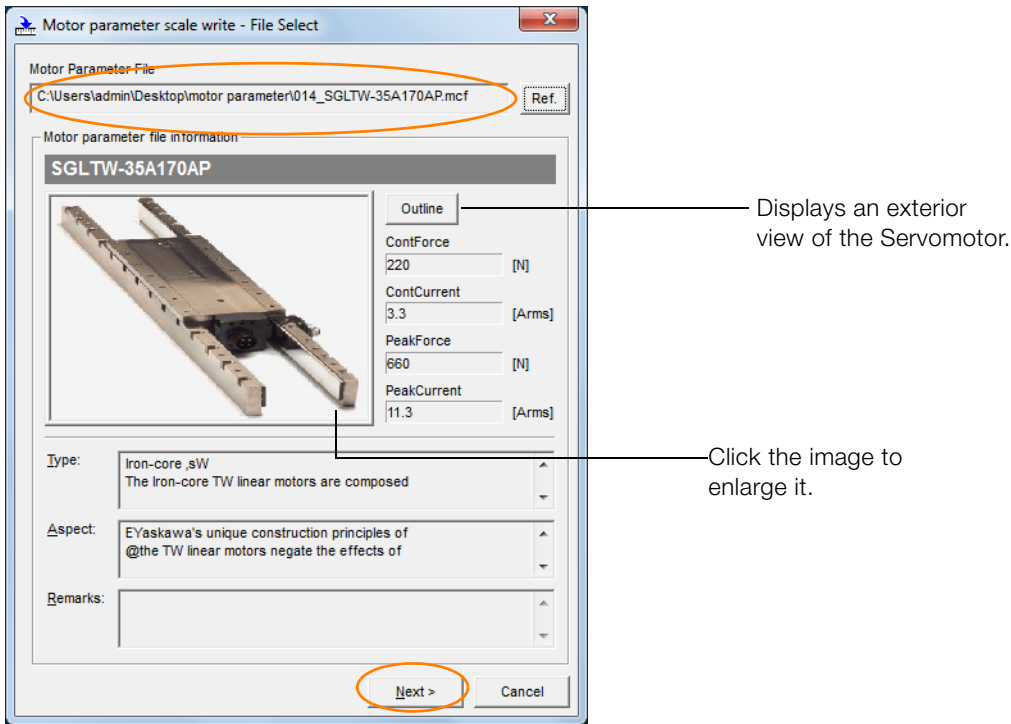 Motor parameter scale write - File Select
Motor Parameter File
C:\Users\admin\Desktop\motor parameter\014_SGLTW-35A170AP.mcf
Ref.
Motor parameter file information
SGLTW-35A170AP
Outline
Displays an exterior
view of the Servomotor.
ContForce
220 [N]
ContCurrent
3.3 [Arms]
PeakForce
660 [N]
PeakCurrent
11.3 [Arms]
Click the image to
enlarge it.
Type:
Iron-core ,sW
The Iron-core TW linear motors are composed
Aspect:
EYaskawa's unique construction principles of
@the TW linear motors negate the effects of
Remarks:
Next >
Cancel